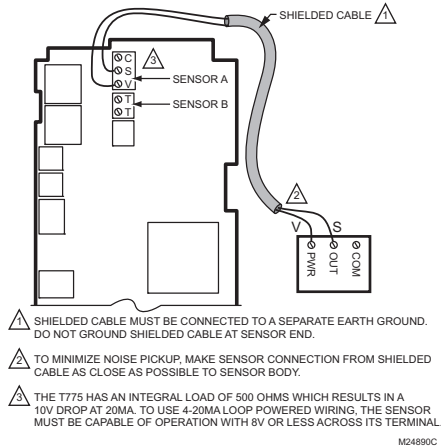 SHIELDED CABLE 1
3
C
S
V
SENSOR A
T
T
SENSOR B
2
V S
PWR OUT COM
1 SHIELDED CABLE MUST BE CONNECTED TO A SEPARATE EARTH GROUND.
DO NOT GROUND SHIELDED CABLE AT SENSOR END.
2 TO MINIMIZE NOISE PICKUP, MAKE SENSOR CONNECTION FROM SHIELDED
CABLE AS CLOSE AS POSSIBLE TO SENSOR BODY.
3 THE T775 HAS AN INTEGRAL LOAD OF 500 OHMS WHICH RESULTS IN A
10V DROP AT 20MA. TO USE 4-20MA LOOP POWERED WIRING, THE SENSOR
MUST BE CAPABLE OF OPERATION WITH 8V OR LESS ACROSS ITS TERMINAL
M24890C